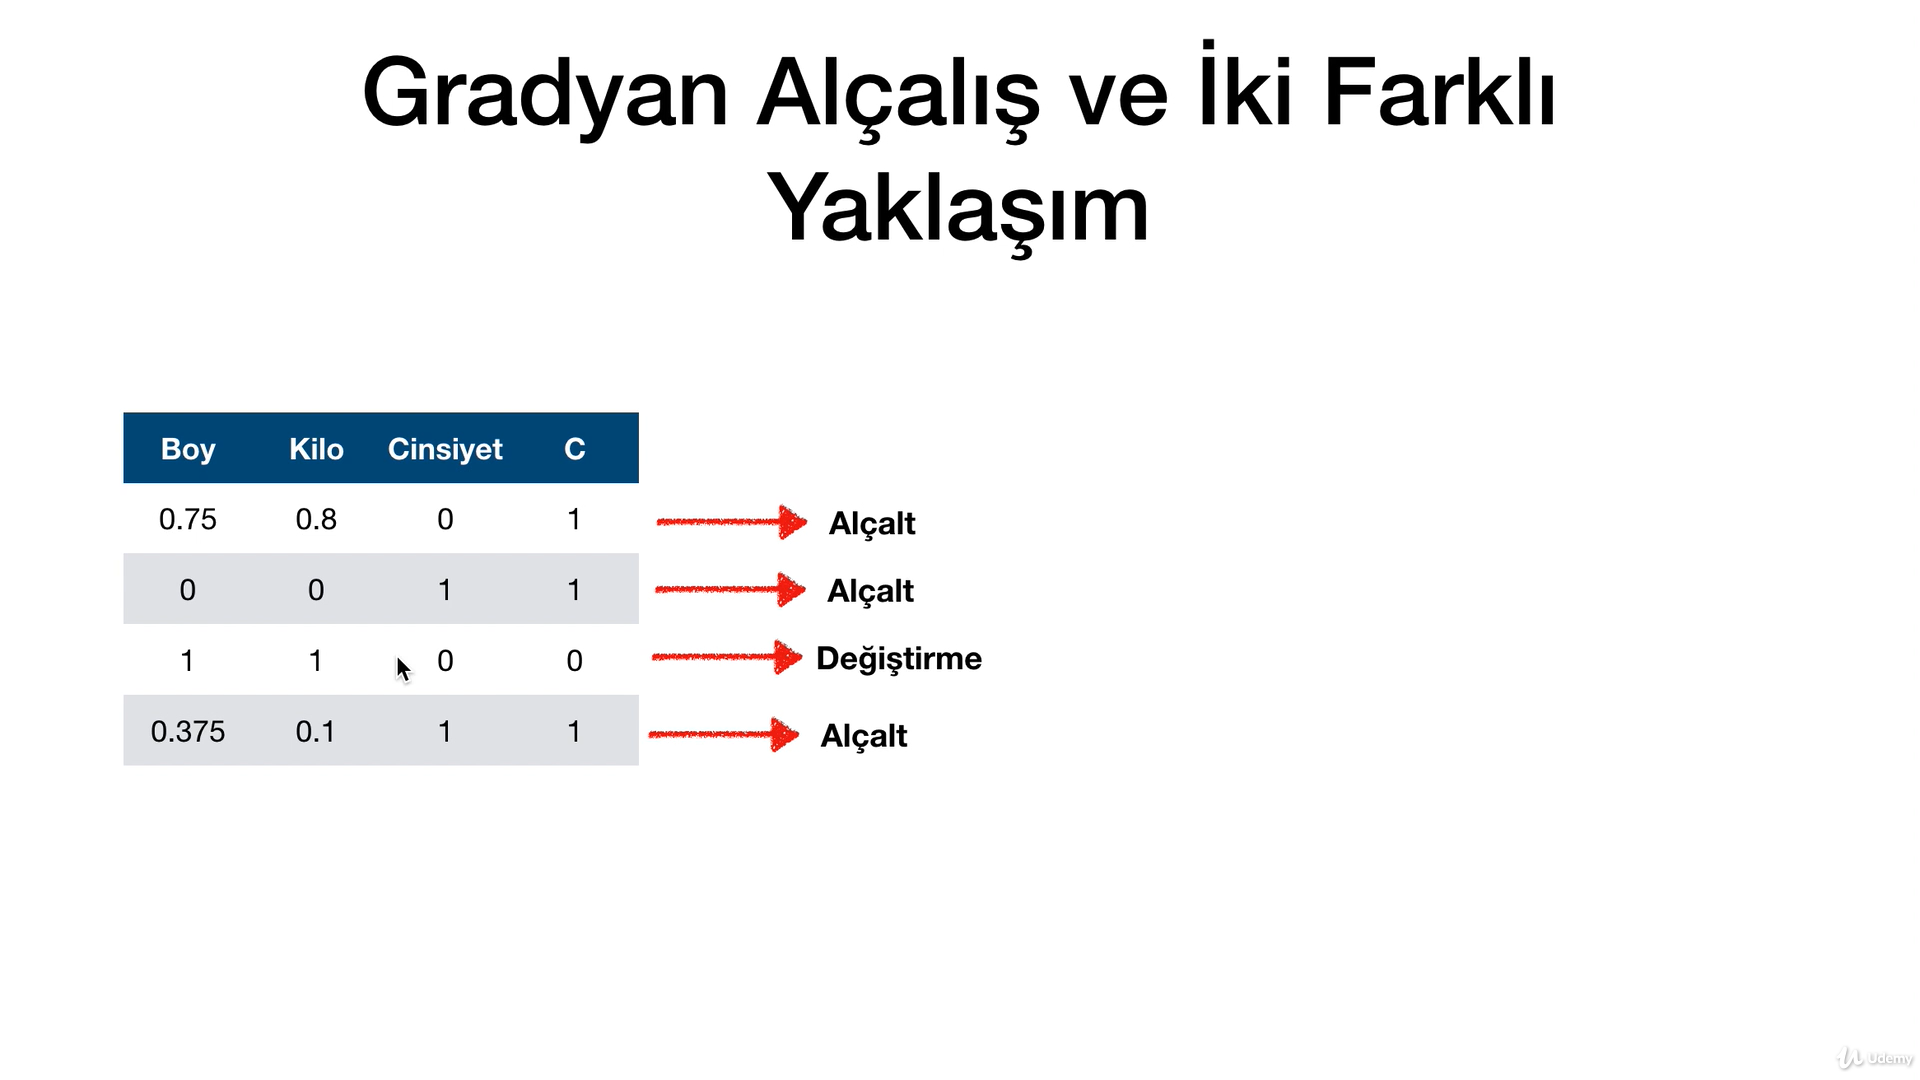 Gradyan Alçalış ve İki Farklı
Yaklaşım
Boy Kilo Cinsiyet C
0.75 0.8 0 1 Alçalt
0 0 1 1 Alçalt
1 1 0 0 Değiştirme
0.375 0.1 1 1 Alçalt
Udemy